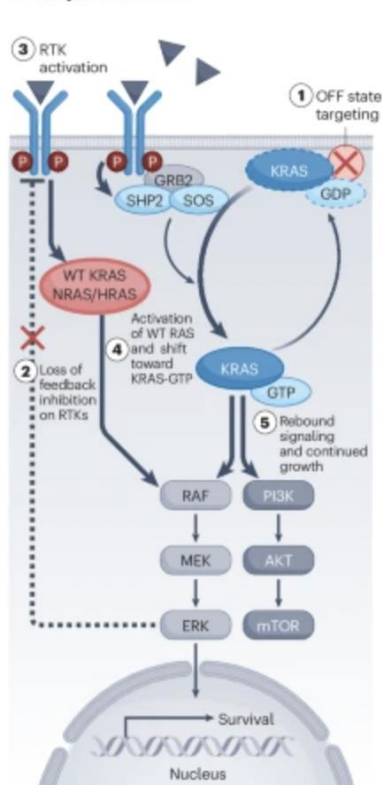 3 RTK
activation
1 OFF state
targeting
P P P P
GRB2
SHP2 SOS
KRAS
GDP
WT KRAS
NRAS/HRAS
4 Activation
of WT RAS
and shift
toward
KRAS-GTP
2 Loss of
feedback
inhibition
on RTKs
KRAS
GTP
5 Rebound
signaling
and continued
growth
RAF PI3K
MEK AKT
ERK mTOR
Survival
Nucleus